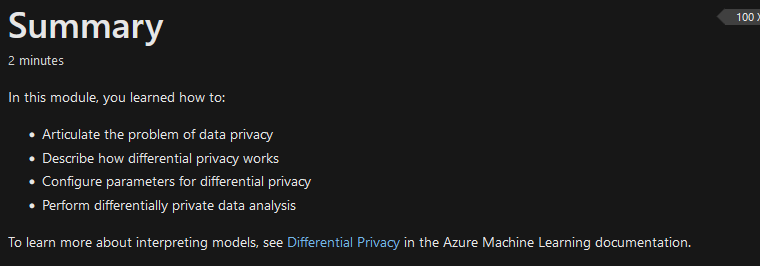 Summary
100 X
2 minutes
In this module, you learned how to:
• Articulate the problem of data privacy
• Describe how differential privacy works
• Configure parameters for differential privacy
• Perform differentially private data analysis
To learn more about interpreting models, see Differential Privacy in the Azure Machine Learning documentation.